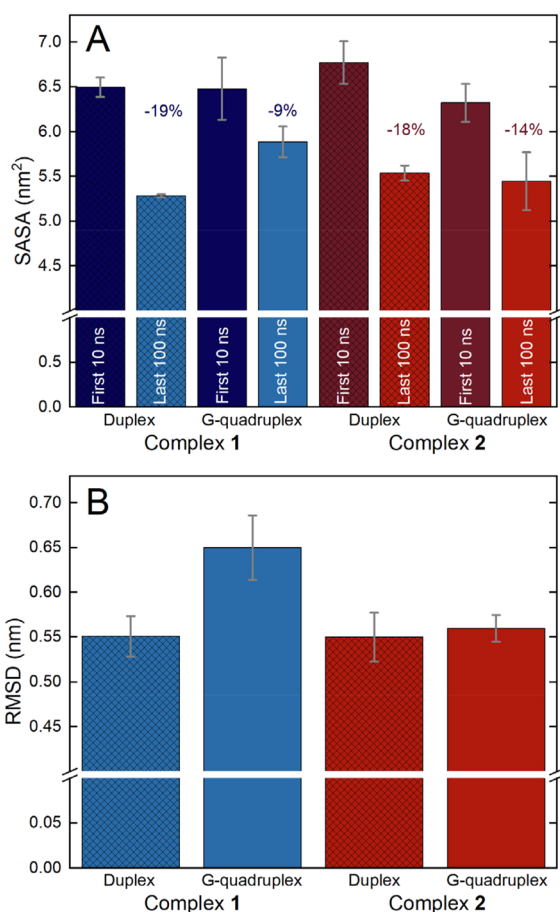 A
7.0
6.5
6.0
5.5
5.0
4.5
0.5
0.0
SASA (nm²)
-19%
-9%
-18%
-14%
First 10 ns
Last 100 ns
First 10 ns
Last 100 ns
First 10 ns
Last 100 ns
First 10 ns
Last 100 ns
Duplex G-quadruplex Duplex G-quadruplex
Complex 1 Complex 2
B
0.70
0.65
0.60
0.55
0.50
0.45
0.05
0.00
RMSD (nm)
Duplex G-quadruplex Duplex G-quadruplex
Complex 1 Complex 2